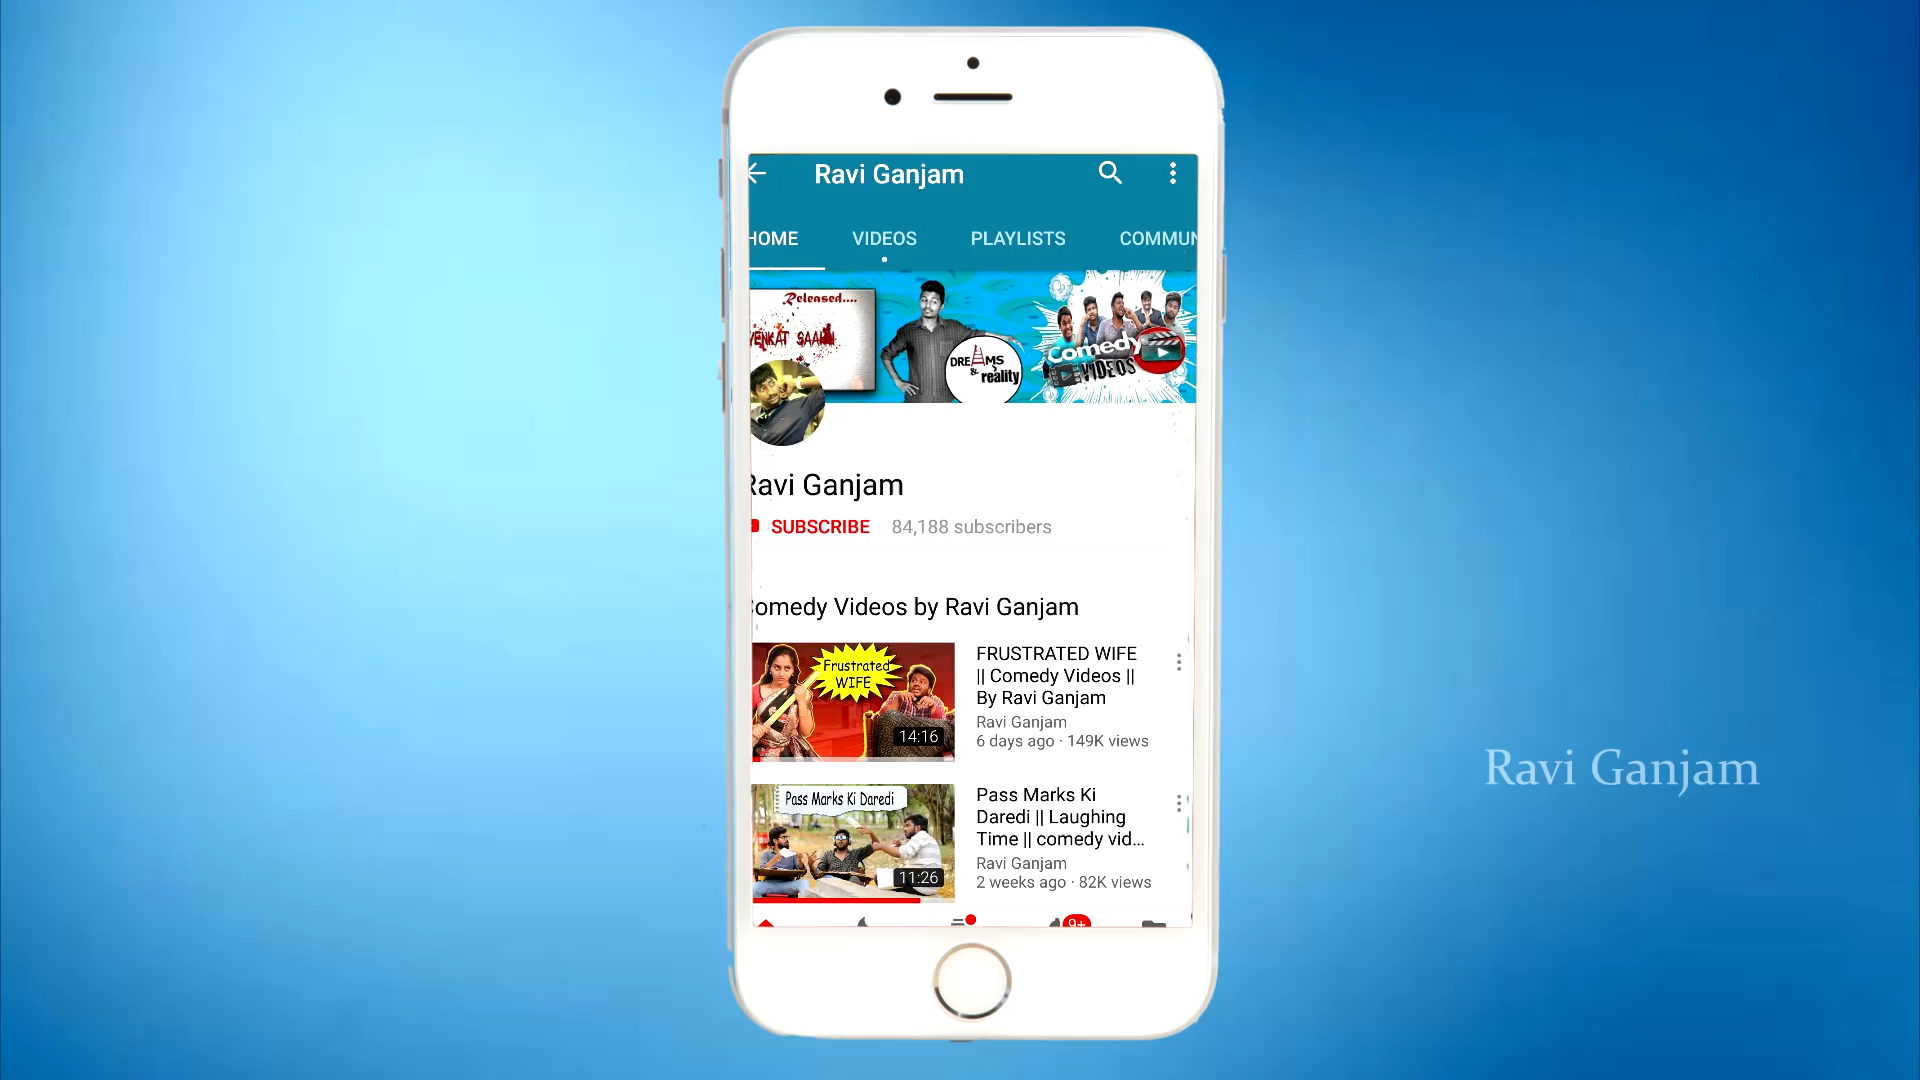 Ravi Ganjam
HOME VIDEOS PLAYLISTS COMMUN
Released....
VENKAT
DREAMS
& reality
Comedy
VIDEOS
Ravi Ganjam
SUBSCRIBE 84,188 subscribers
Comedy Videos by Ravi Ganjam
Frustrated
WIFE
14:16
FRUSTRATED WIFE
|| Comedy Videos ||
By Ravi Ganjam
Ravi Ganjam
6 days ago · 149K views
Pass Marks Ki Daredi
11:26
Pass Marks Ki
Daredi || Laughing
Time || comedy vid...
Ravi Ganjam
2 weeks ago · 82K views
9+
Ravi Ganjam